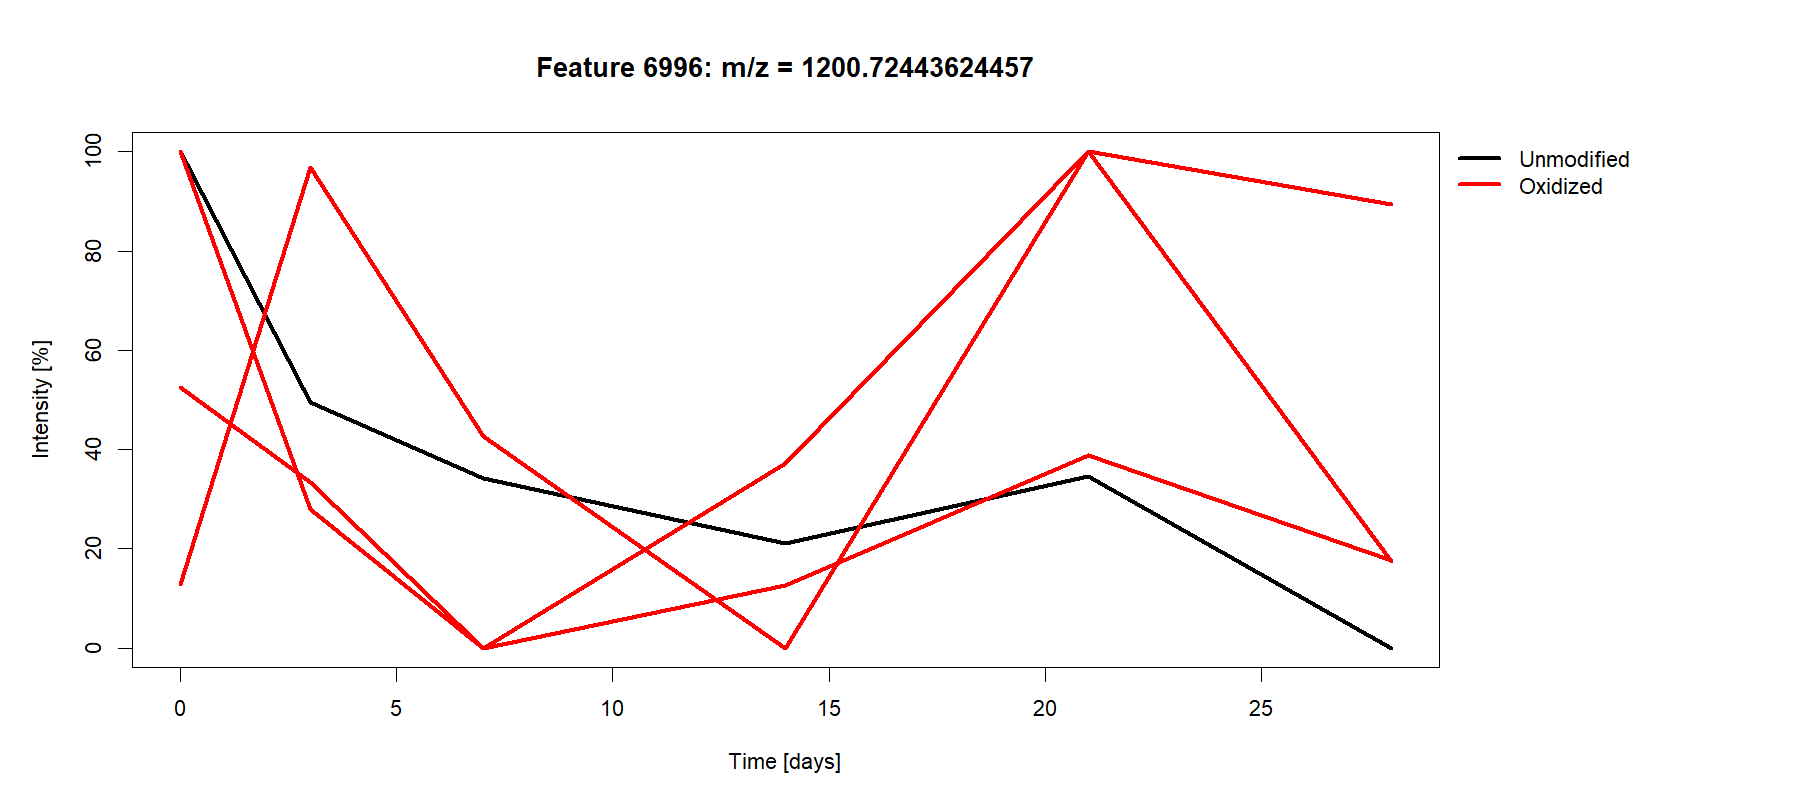 Feature 6996: m/z = 1200.72443624457
Unmodified
Oxidized
Intensity [%]
100
80
60
40
20
0
0 5 10 15 20 25
Time [days]